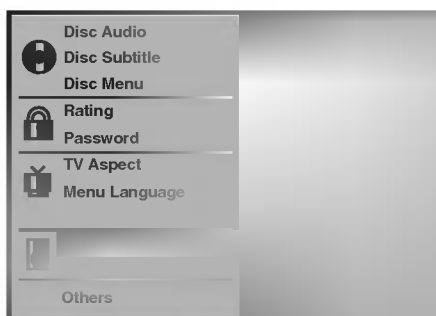 Disc Audio
Disc Subtitle
Disc Menu
Rating
Password
TV Aspect
Menu Language
Others